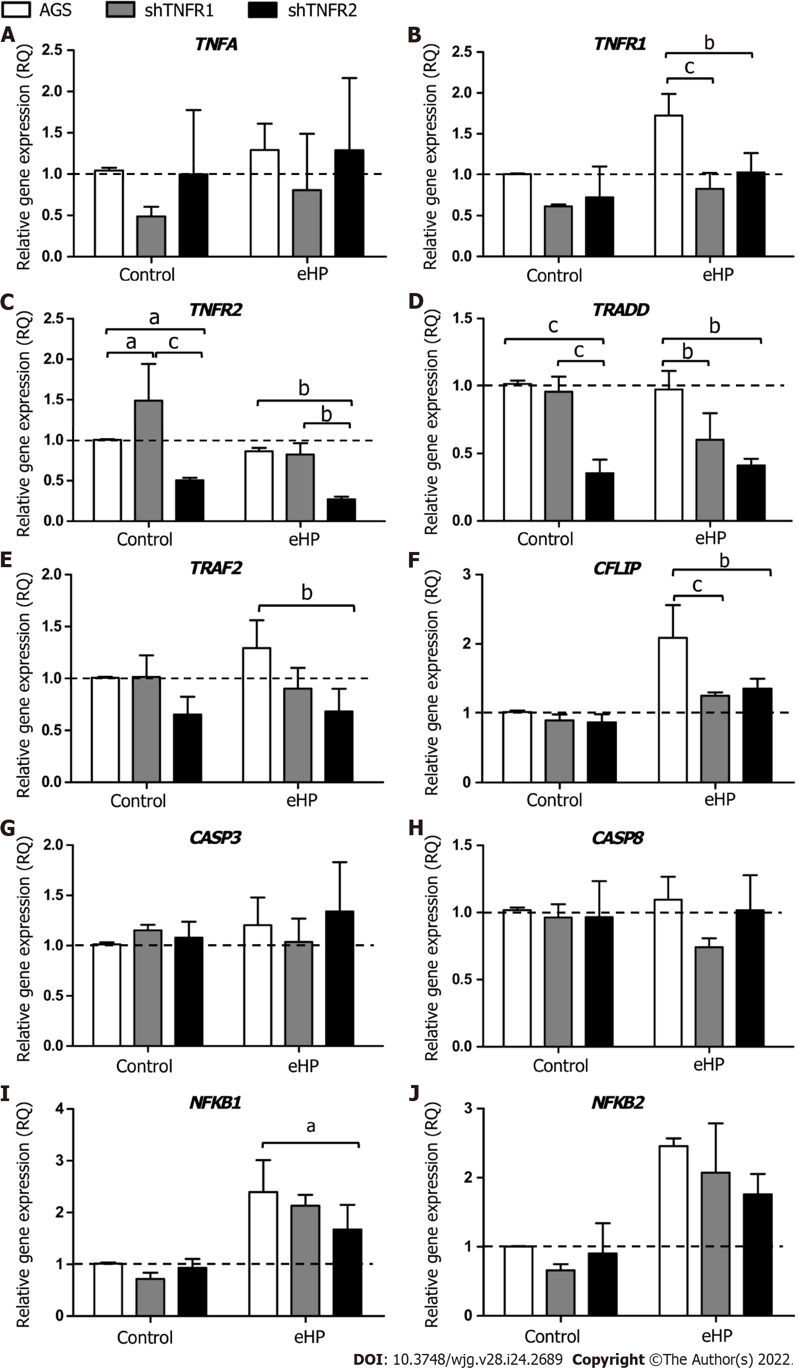 AGS shTNFR1 shTNFR2
A TNFA
Relative gene expression (RQ)
2.5
2.0
1.5
1.0
0.5
0.0
Control eHP
B TNFR1
Relative gene expression (RQ)
2.5
2.0
1.5
1.0
0.5
0.0
b
c
Control eHP
C TNFR2
Relative gene expression (RQ)
2.5
2.0
1.5
1.0
0.5
0.0
a
a c
b
b
Control eHP
D TRADD
Relative gene expression (RQ)
1.5
1.0
0.5
0.0
c b
c b
Control eHP
E TRAF2
Relative gene expression (RQ)
2.0
1.5
1.0
0.5
0.0
b
Control eHP
F CFLIP
Relative gene expression (RQ)
3
2
1
0
b
c
Control eHP
G CASP3
Relative gene expression (RQ)
2.0
1.5
1.0
0.5
0.0
Control eHP
H CASP8
Relative gene expression (RQ)
1.5
1.0
0.5
0.0
Control eHP
I NFKB1
Relative gene expression (RQ)
4
3
2
1
0
a
Control eHP
J NFKB2
Relative gene expression (RQ)
3
2
1
0
Control eHP
DOI: 10.3748/wjg.v28.i24.2689 Copyright ©The Author(s) 2022.